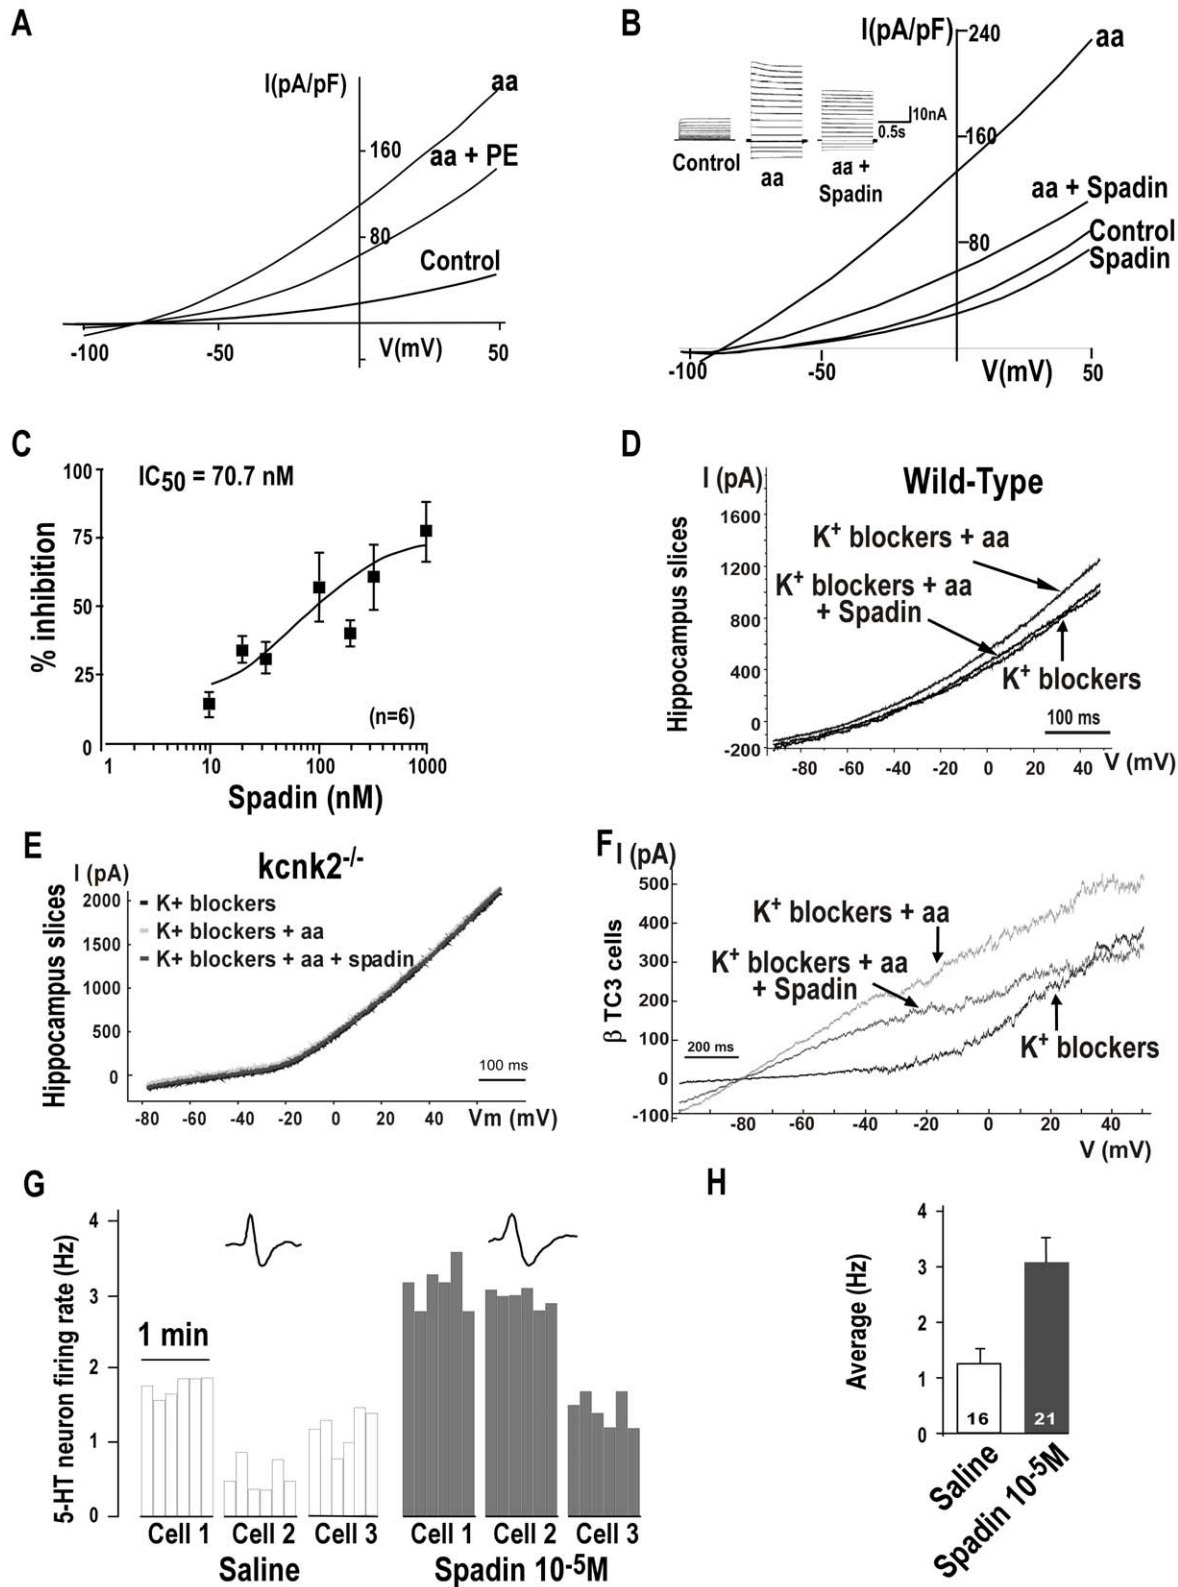 A
I(pA/pF)
aa
160
aa + PE
80
Control
-100
-50
V(mV)
50
B
I(pA/pF)
240
aa
10nA
0.5s
160
Control
aa
aa +
Spadin
aa + Spadin
80
Control
Spadin
-100
-50
V(mV)
50
C
100
IC50 = 70.7 nM
75
% inhibition
50
25
(n=6)
0
1
10
100
1000
Spadin (nM)
D
I (pA)
Wild-Type
1600
K+ blockers + aa
1200
K+ blockers + aa
+ Spadin
800
Hippocampus slices
400
K+ blockers
0
100 ms
-200
-80
-60
-40
-20
0
20
40
V (mV)
E
kcnk2-/-
I (pA)
2000
K+ blockers
K+ blockers + aa
1500
K+ blockers + aa + spadin
Hippocampus slices
1000
500
0
100 ms
-80
-60
-40
-20
0
20
40
Vm (mV)
F
I (pA)
500
K+ blockers + aa
400
K+ blockers + aa
+ Spadin
300
β TC3 cells
200
K+ blockers
200 ms
100
0
-100
-80
-60
-40
-20
0
20
40
V (mV)
G
4
5-HT neuron firing rate (Hz)
3
1 min
2
1
0
Cell 1
Cell 2
Cell 3
Cell 1
Cell 2
Cell 3
Saline
Spadin 10-5M
H
4
Average (Hz)
3
2
1
0
16
21
Saline
Spadin 10-5M